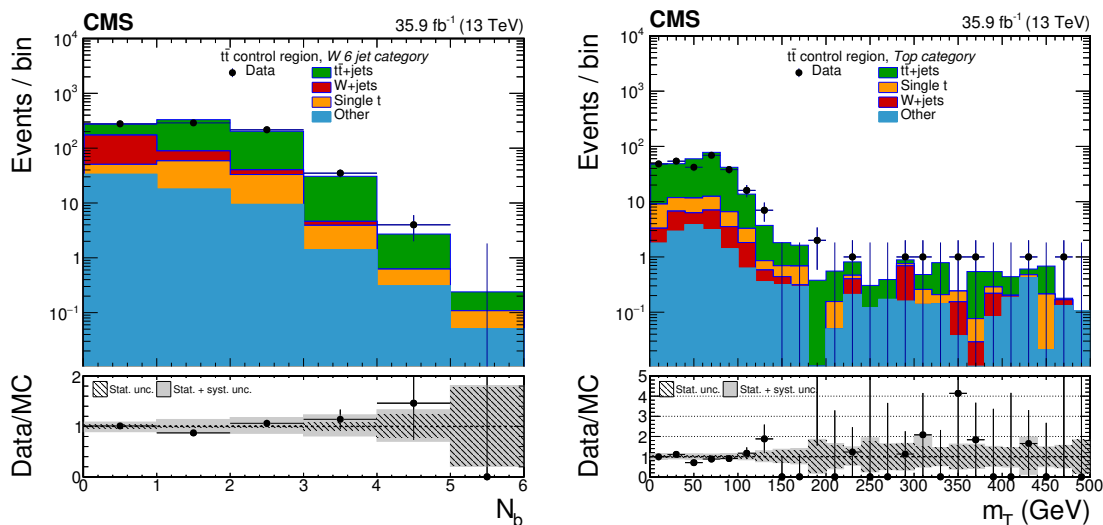 CMS 35.9 fb⁻¹ (13 TeV)
Events / bin
10⁴
10³
10²
10
1
10⁻¹
tt̄ control region, W 6 jet category
Data
tt̄+jets
W+jets
Single t
Other
Data/MC
2
1
0
Stat. unc.
Stat. + syst. unc.
0 1 2 3 4 5 6
N_b
CMS 35.9 fb⁻¹ (13 TeV)
Events / bin
10⁴
10³
10²
10
1
10⁻¹
tt̄ control region, Top category
Data
tt̄+jets
Single t
W+jets
Other
Data/MC
5
4
3
2
1
0
Stat. unc.
Stat. + syst. unc.
0 50 100 150 200 250 300 350 400 450 500
m_T (GeV)